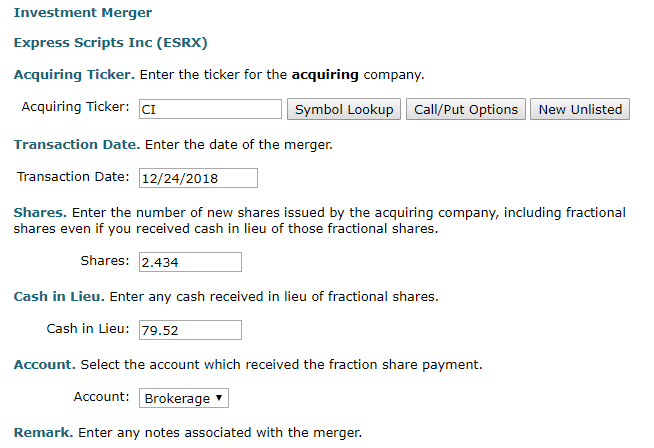 Investment Merger
Express Scripts Inc (ESRX)
Acquiring Ticker. Enter the ticker for the acquiring company.
Acquiring Ticker: CI Symbol Lookup Call/Put Options New Unlisted
Transaction Date. Enter the date of the merger.
Transaction Date: 12/24/2018
Shares. Enter the number of new shares issued by the acquiring company, including fractional
shares even if you received cash in lieu of those fractional shares.
Shares: 2.434
Cash in Lieu. Enter any cash received in lieu of fractional shares.
Cash in Lieu: 79.52
Account. Select the account which received the fraction share payment.
Account: Brokerage
Remark. Enter any notes associated with the merger.